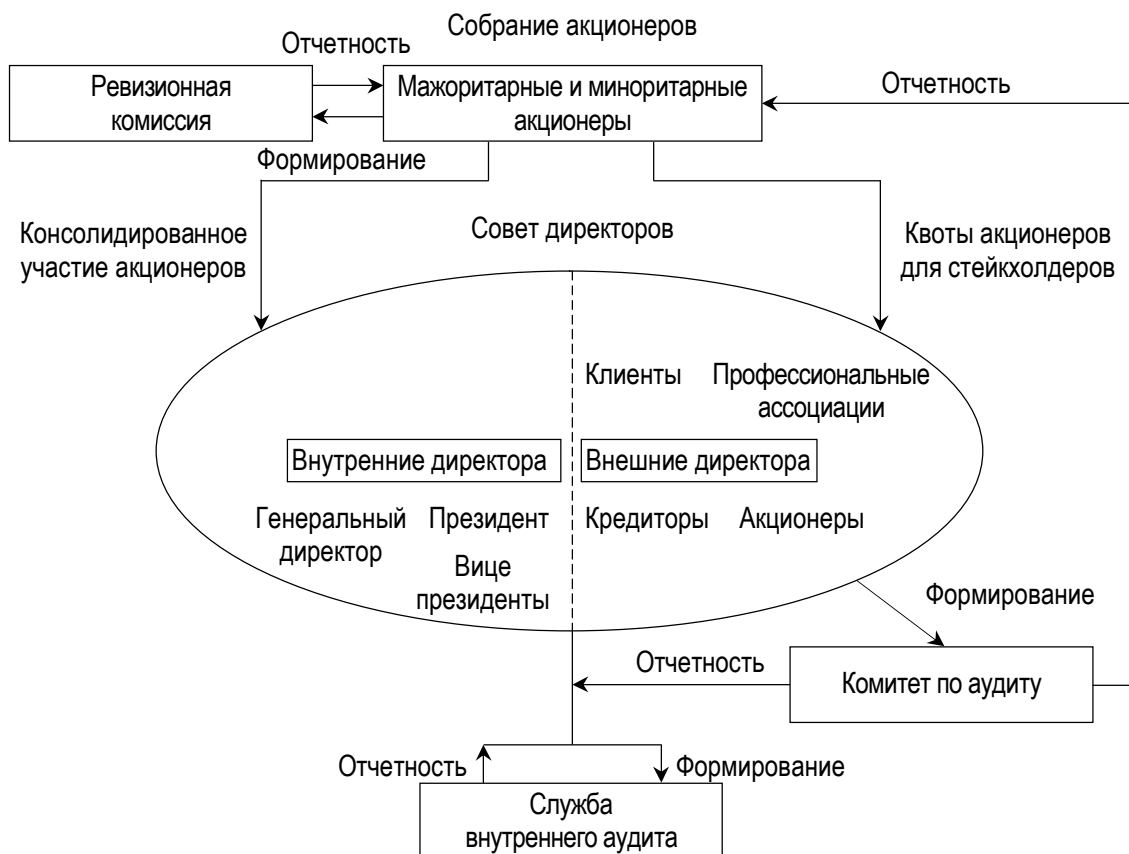 Собрание акционеров
Отчетность
Ревизионная
комиссия
Мажоритарные и миноритарные
акционеры
Отчетность
Формирование
Консолидированное
участие акционеров
Совет директоров
Квоты акционеров
для стейкхолдеров
Клиенты
Профессиональные
ассоциации
Внутренние директора
Внешние директора
Генеральный
директор
Президент
Вице
президенты
Кредиторы
Акционеры
Формирование
Отчетность
Комитет по аудиту
Отчетность
Формирование
Служба
внутреннего аудита